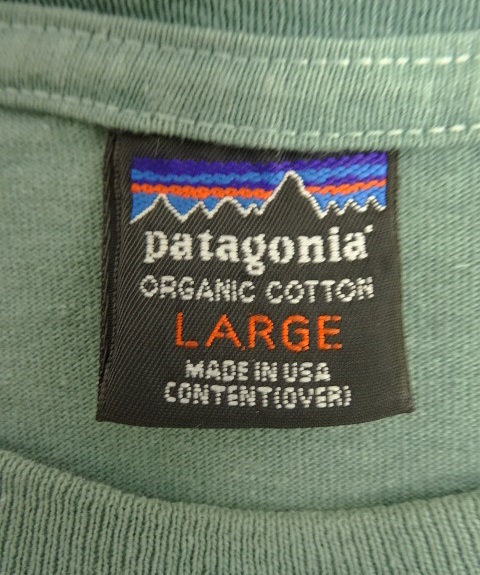 patagonia®
ORGANIC COTTON
LARGE
MADE IN USA
CONTENT(OVER)